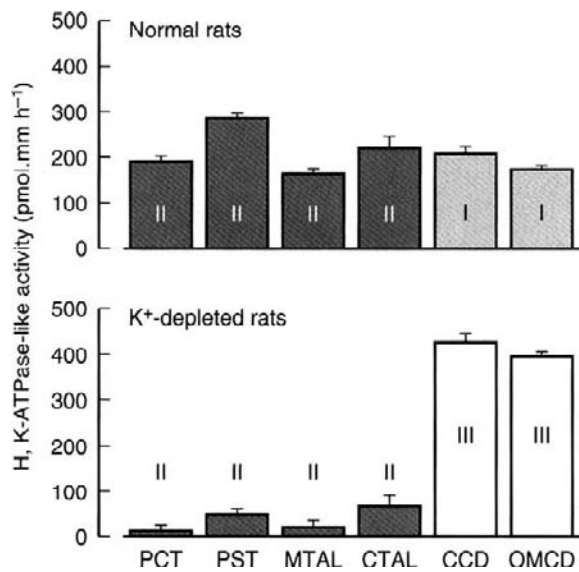 H, K-ATPase-like activity (pmol.mm h⁻¹)
Normal rats
500
400
300
200
100
0
II II II II I I
K⁺-depleted rats
500
400
300
200
100
0
II II II II III III
PCT PST MTAL CTAL CCD OMCD